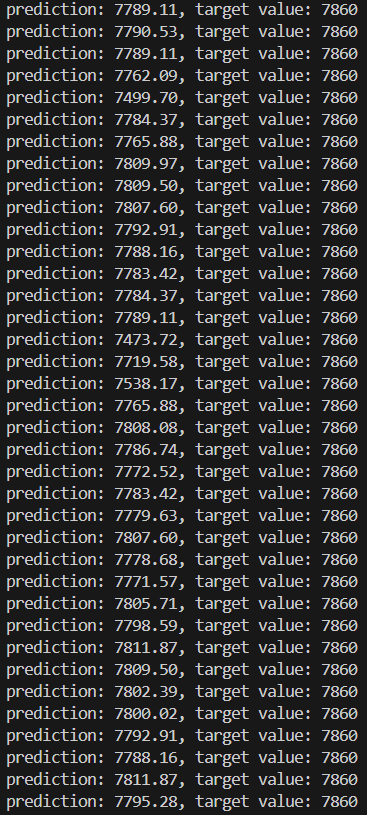 prediction: 7789.11, target value: 7860
prediction: 7790.53, target value: 7860
prediction: 7789.11, target value: 7860
prediction: 7762.09, target value: 7860
prediction: 7499.70, target value: 7860
prediction: 7784.37, target value: 7860
prediction: 7765.88, target value: 7860
prediction: 7809.97, target value: 7860
prediction: 7809.50, target value: 7860
prediction: 7807.60, target value: 7860
prediction: 7792.91, target value: 7860
prediction: 7788.16, target value: 7860
prediction: 7783.42, target value: 7860
prediction: 7784.37, target value: 7860
prediction: 7789.11, target value: 7860
prediction: 7473.72, target value: 7860
prediction: 7719.58, target value: 7860
prediction: 7538.17, target value: 7860
prediction: 7765.88, target value: 7860
prediction: 7808.08, target value: 7860
prediction: 7786.74, target value: 7860
prediction: 7772.52, target value: 7860
prediction: 7783.42, target value: 7860
prediction: 7779.63, target value: 7860
prediction: 7807.60, target value: 7860
prediction: 7778.68, target value: 7860
prediction: 7771.57, target value: 7860
prediction: 7805.71, target value: 7860
prediction: 7798.59, target value: 7860
prediction: 7811.87, target value: 7860
prediction: 7809.50, target value: 7860
prediction: 7802.39, target value: 7860
prediction: 7800.02, target value: 7860
prediction: 7792.91, target value: 7860
prediction: 7788.16, target value: 7860
prediction: 7811.87, target value: 7860
prediction: 7795.28, target value: 7860